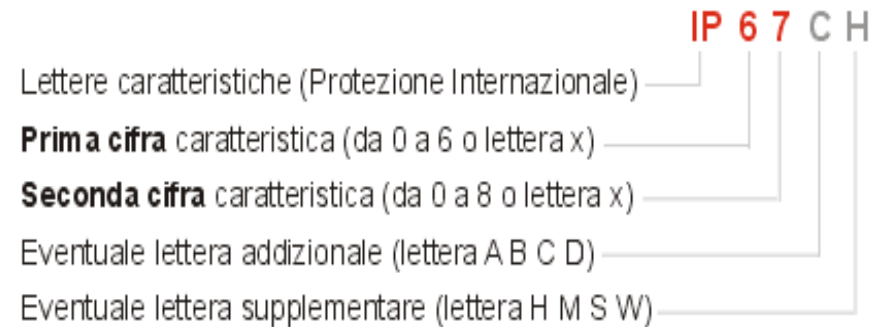 IP 6 7 C H
Lettere caratteristiche (Protezione Internazionale)
Prima cifra caratteristica (da 0 a 6 o lettera x)
Seconda cifra caratteristica (da 0 a 8 o lettera x)
Eventuale lettera addizionale (lettera A B C D)
Eventuale lettera supplementare (lettera H M S W)